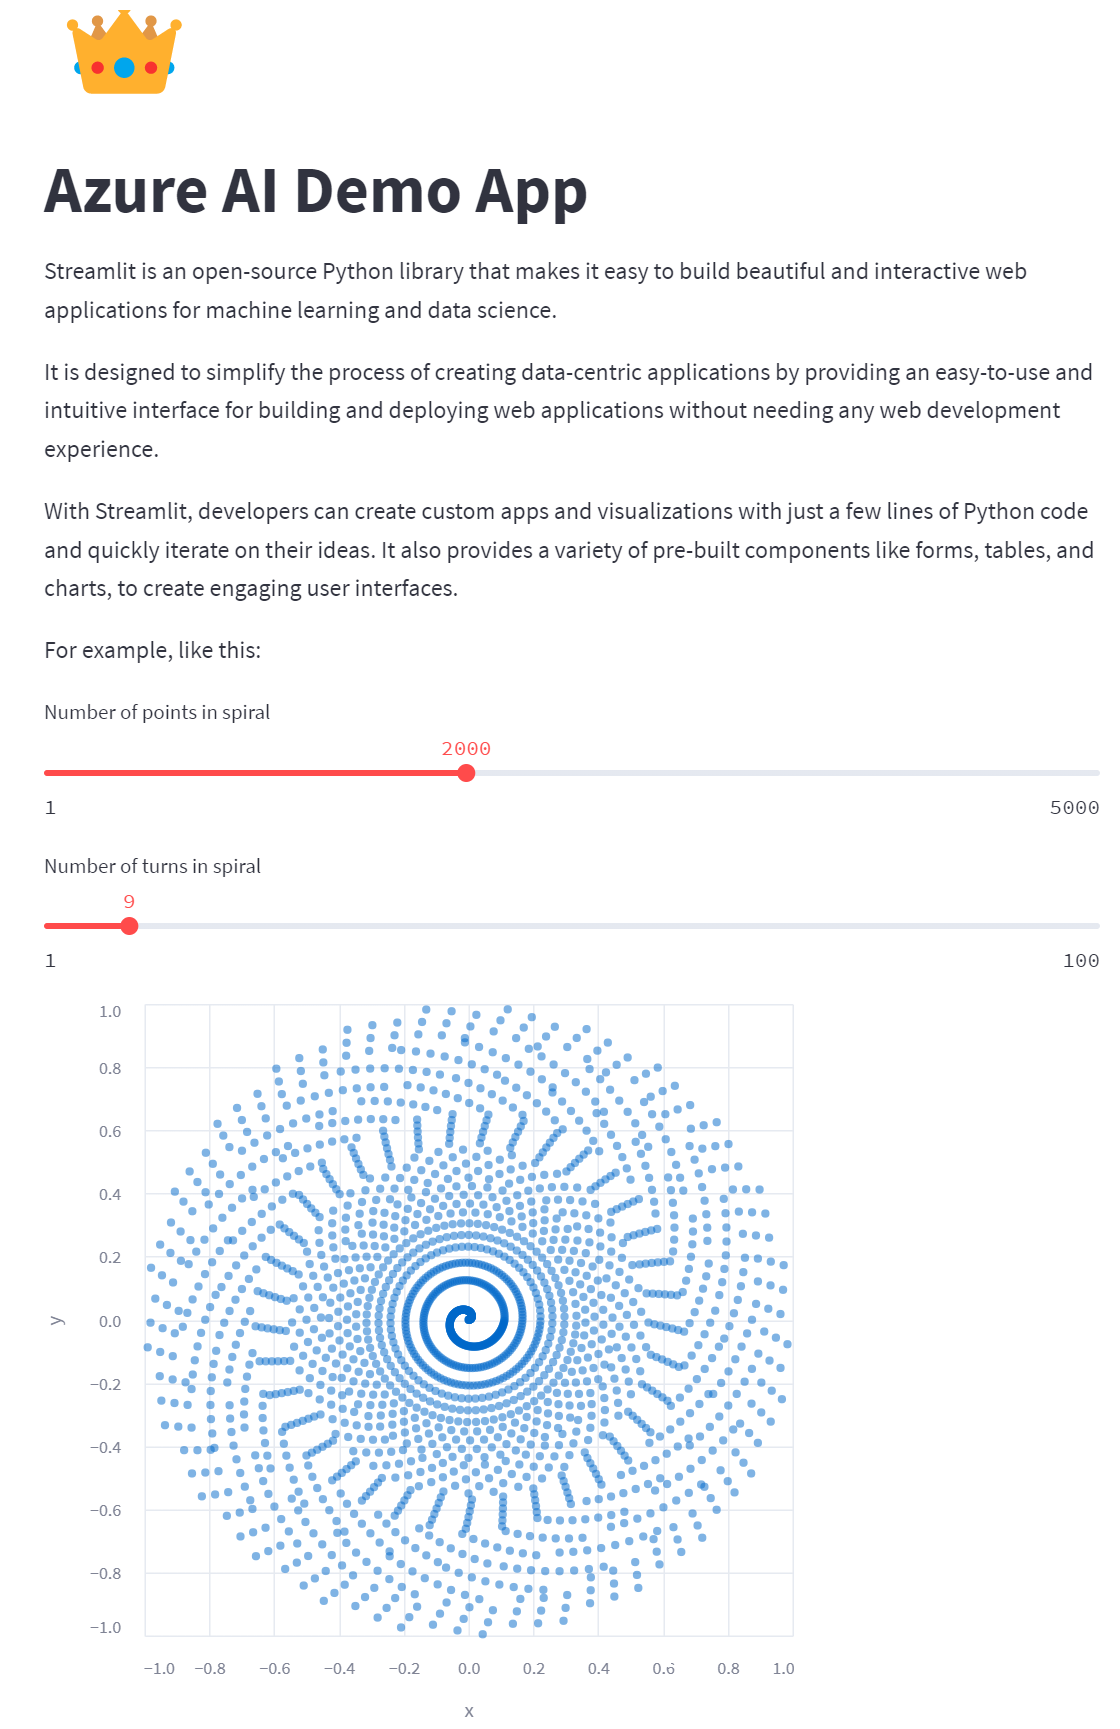 Azure AI Demo App
Streamlit is an open-source Python library that makes it easy to build beautiful and interactive web
applications for machine learning and data science.
It is designed to simplify the process of creating data-centric applications by providing an easy-to-use and
intuitive interface for building and deploying web applications without needing any web development
experience.
With Streamlit, developers can create custom apps and visualizations with just a few lines of Python code
and quickly iterate on their ideas. It also provides a variety of pre-built components like forms, tables, and
charts, to create engaging user interfaces.
For example, like this:
Number of points in spiral
2000
1 5000
Number of turns in spiral
9
1 100
1.0
0.8
0.6
0.4
0.2
0.0
−0.2
−0.4
−0.6
−0.8
−1.0
y
−1.0 −0.8 −0.6 −0.4 −0.2 0.0 0.2 0.4 0.6 0.8 1.0
x